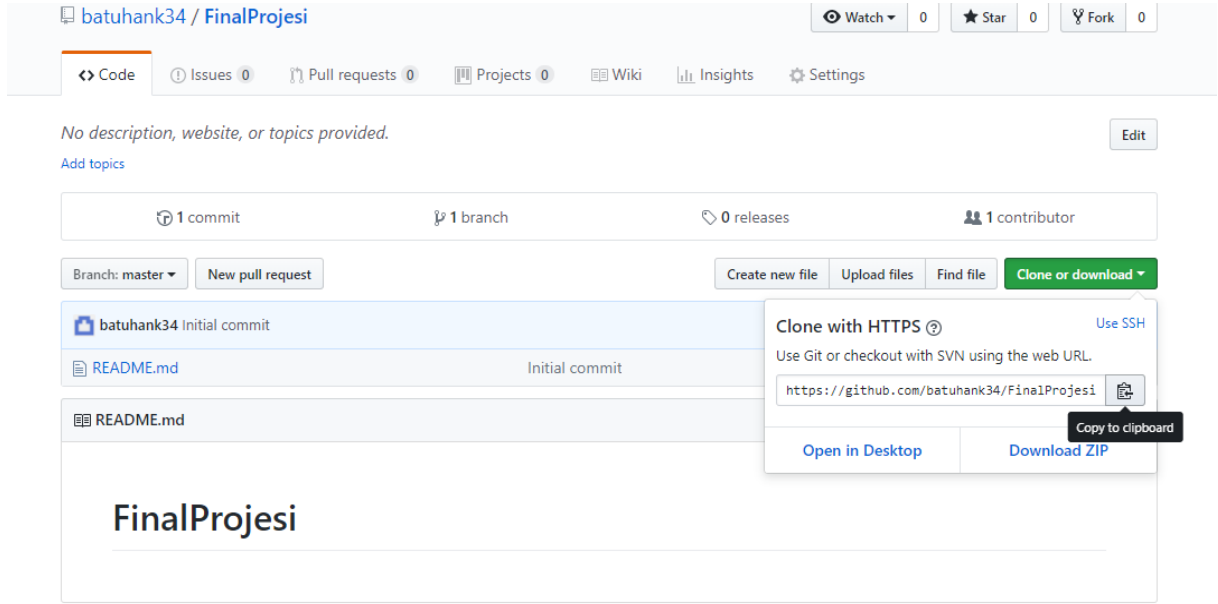 batuhank34 / FinalProjesi
Watch 0 Star 0 Fork 0
Code Issues 0 Pull requests 0 Projects 0 Wiki Insights Settings
No description, website, or topics provided. Edit
Add topics
1 commit 1 branch 0 releases 1 contributor
Branch: master New pull request Create new file Upload files Find file Clone or download
batuhank34 Initial commit
README.md Initial commit
Clone with HTTPS Use SSH
Use Git or checkout with SVN using the web URL.
https://github.com/batuhank34/FinalProjesi
Copy to clipboard
Open in Desktop Download ZIP
README.md
FinalProjesi